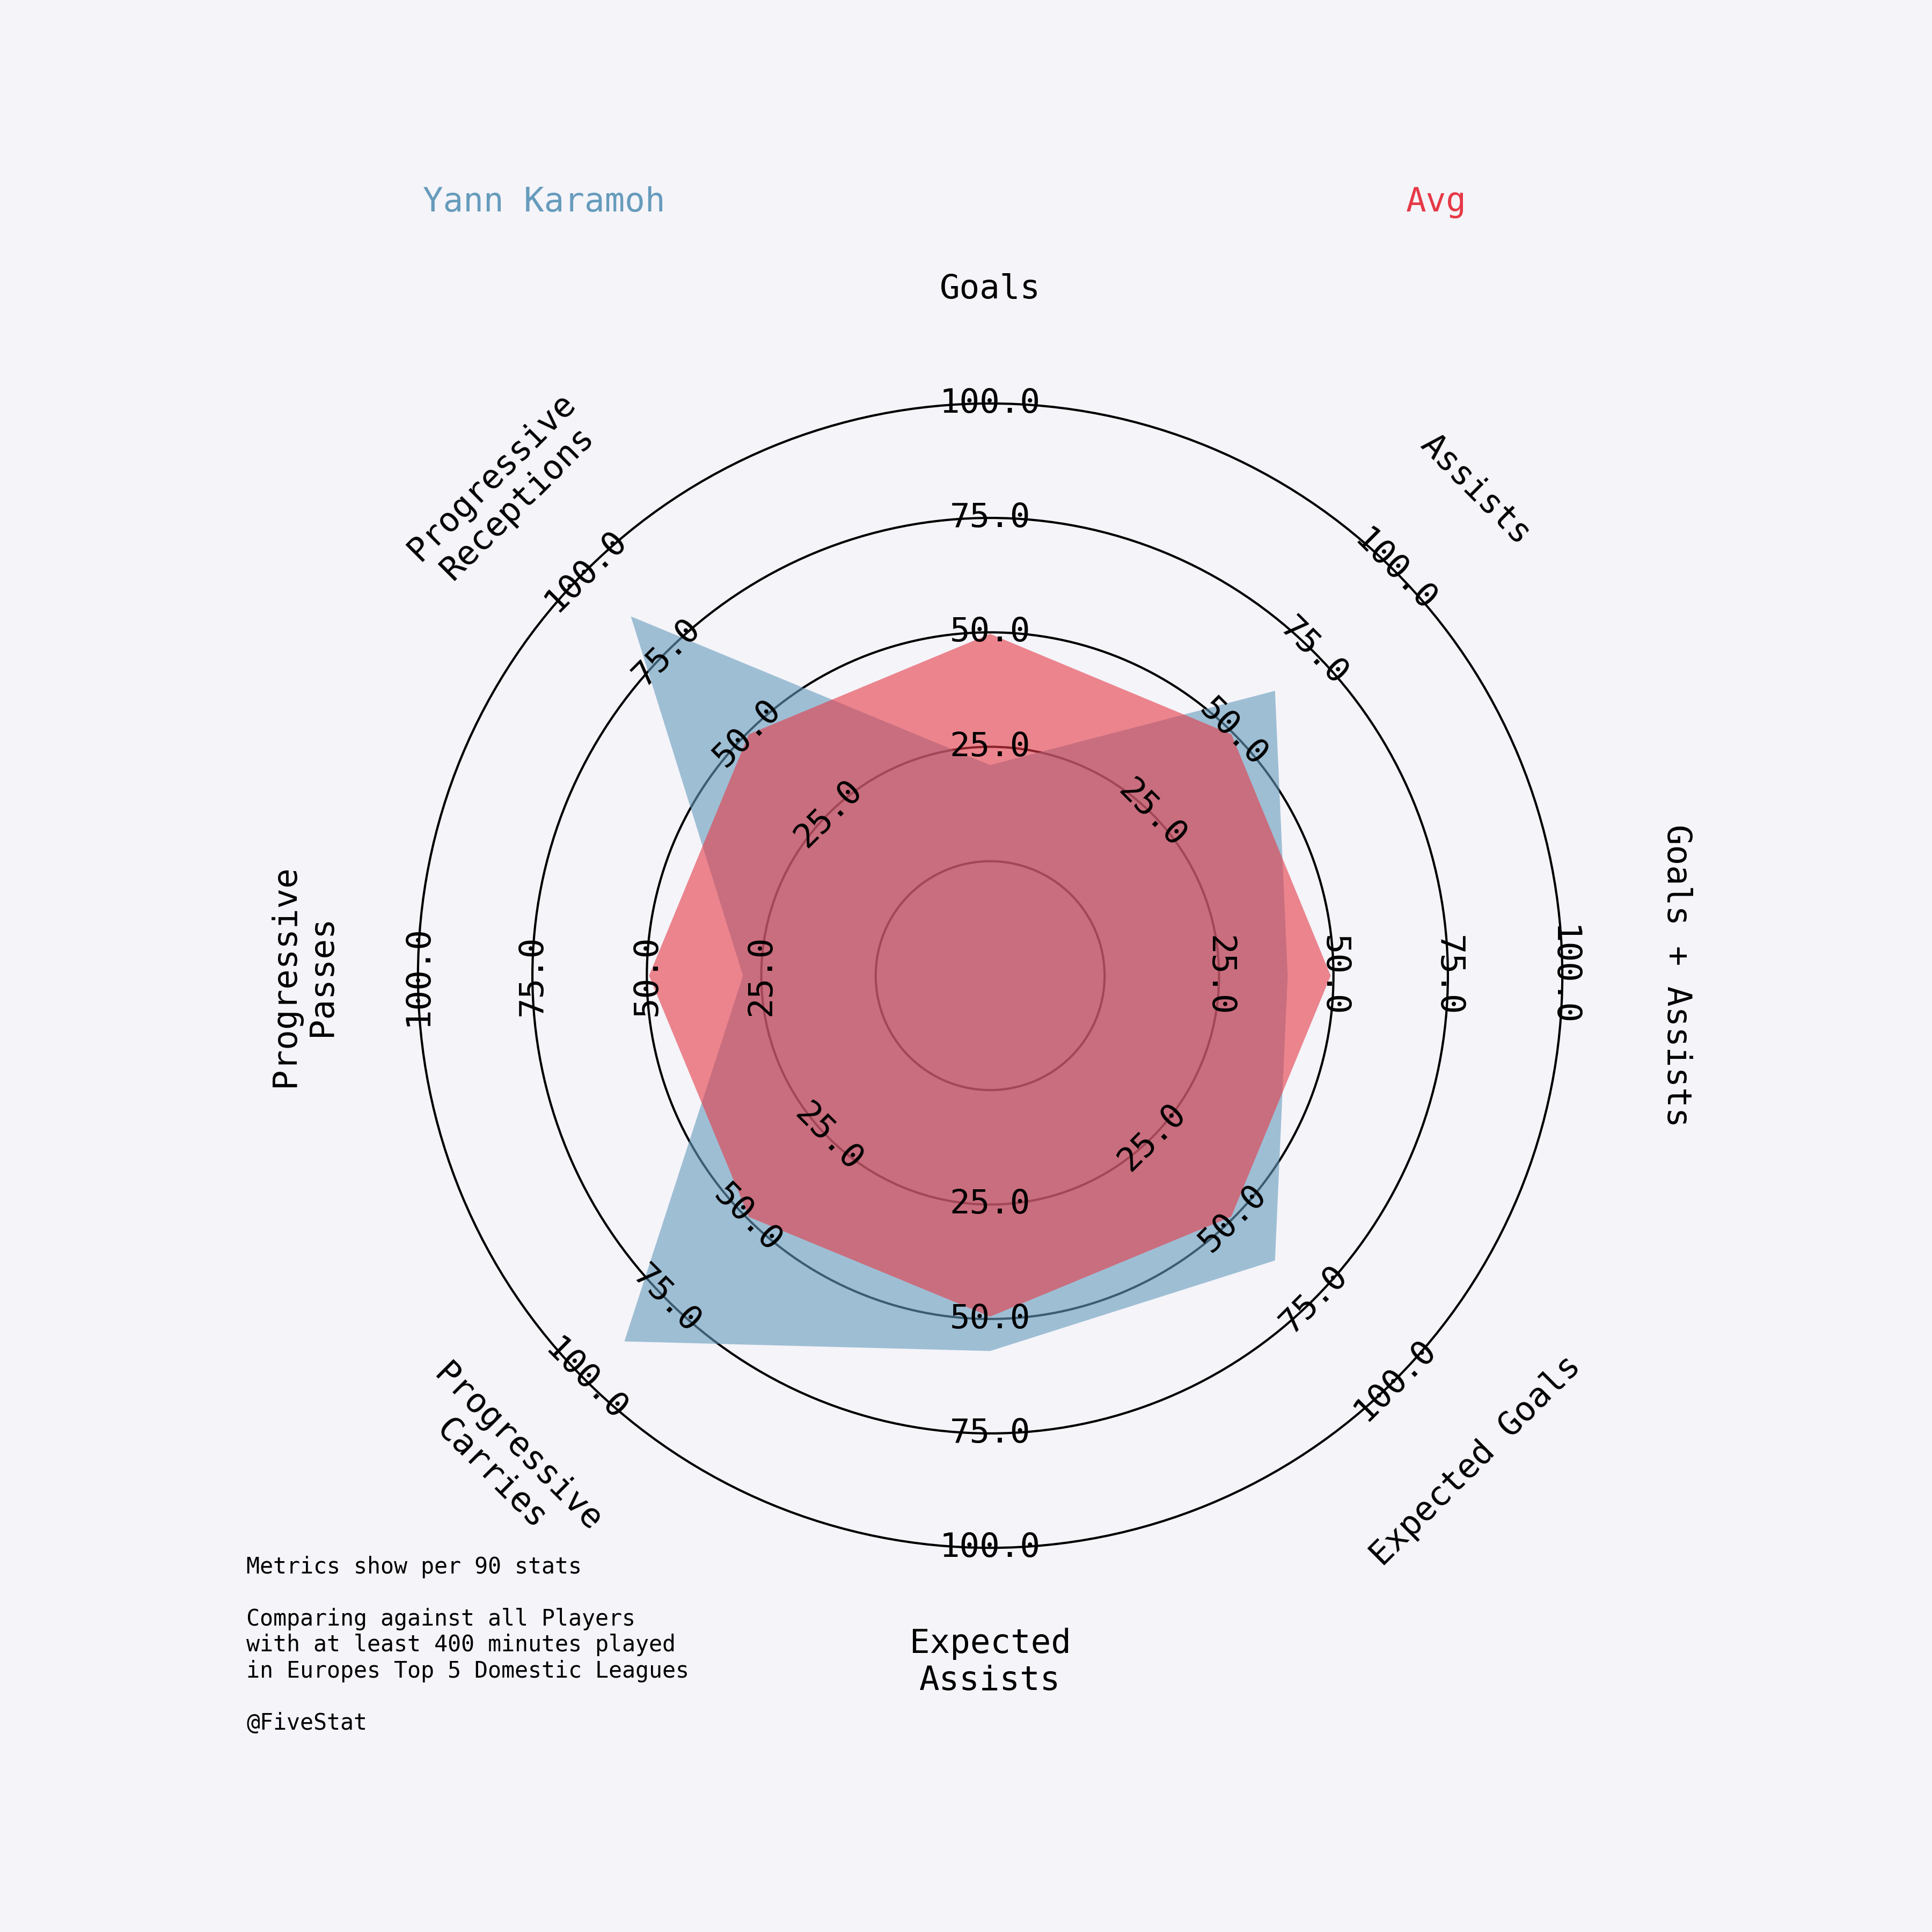 Yann Karamoh
Avg
Goals
Assists
Goals + Assists
Expected Goals
Expected
Assists
Progressive
Carries
Progressive
Passes
Progressive
Receptions
25.0
50.0
75.0
100.0
25.0
50.0
75.0
100.0
25.0
50.0
75.0
100.0
25.0
50.0
75.0
100.0
25.0
50.0
75.0
100.0
25.0
50.0
75.0
100.0
25.0
50.0
75.0
100.0
25.0
50.0
75.0
100.0
Metrics show per 90 stats
Comparing against all Players
with at least 400 minutes played
in Europes Top 5 Domestic Leagues
@FiveStat